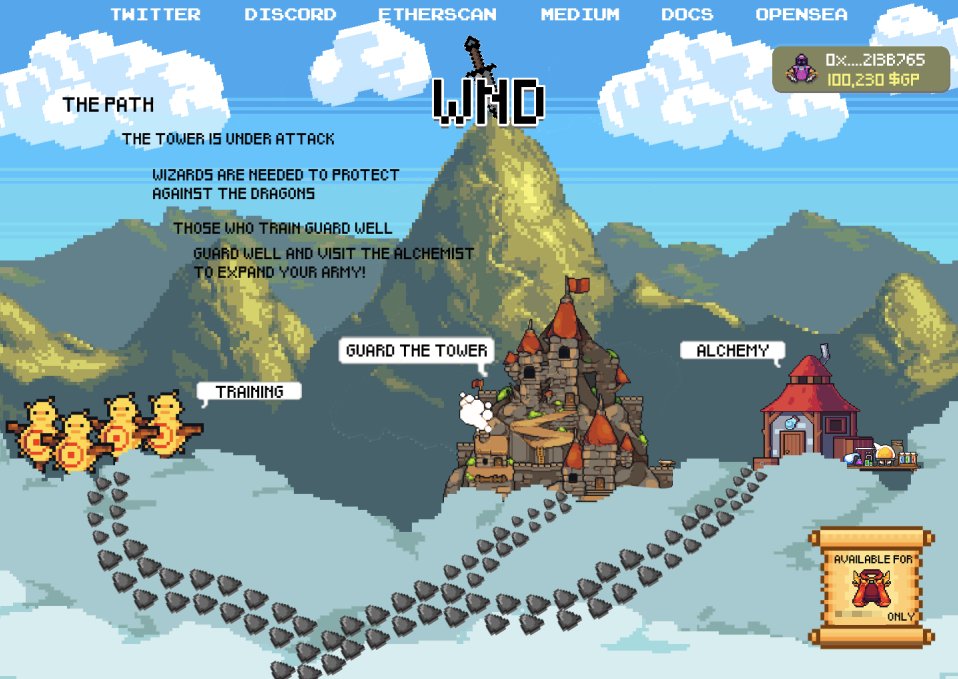 TWITTER DISCORD ETHERSCAN MEDIUM DOCS OPENSEA
0x....213B765
100,230 $GP
WND
THE PATH
THE TOWER IS UNDER ATTACK
WIZARDS ARE NEEDED TO PROTECT
AGAINST THE DRAGONS
THOSE WHO TRAIN GUARD WELL
GUARD WELL AND VISIT THE ALCHEMIST
TO EXPAND YOUR ARMY!
GUARD THE TOWER
ALCHEMY
TRAINING
AVAILABLE FOR
ONLY